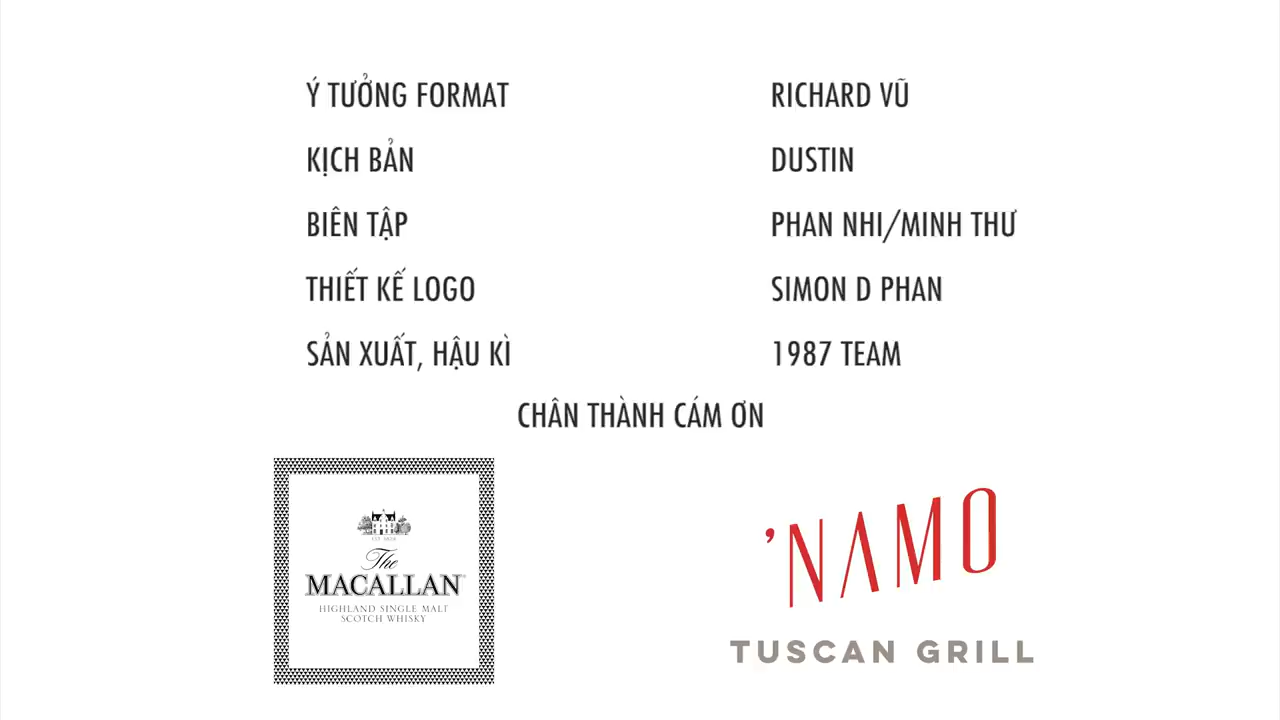 Ý TƯỞNG FORMAT RICHARD VŨ
KỊCH BẢN DUSTIN
BIÊN TẬP PHAN NHI/MINH THƯ
THIẾT KẾ LOGO SIMON D PHAN
SẢN XUẤT, HẬU KÌ 1987 TEAM
CHÂN THÀNH CÁM ƠN
The
MACALLAN
HIGHLAND SINGLE MALT
SCOTCH WHISKY
’NAMO
TUSCAN GRILL